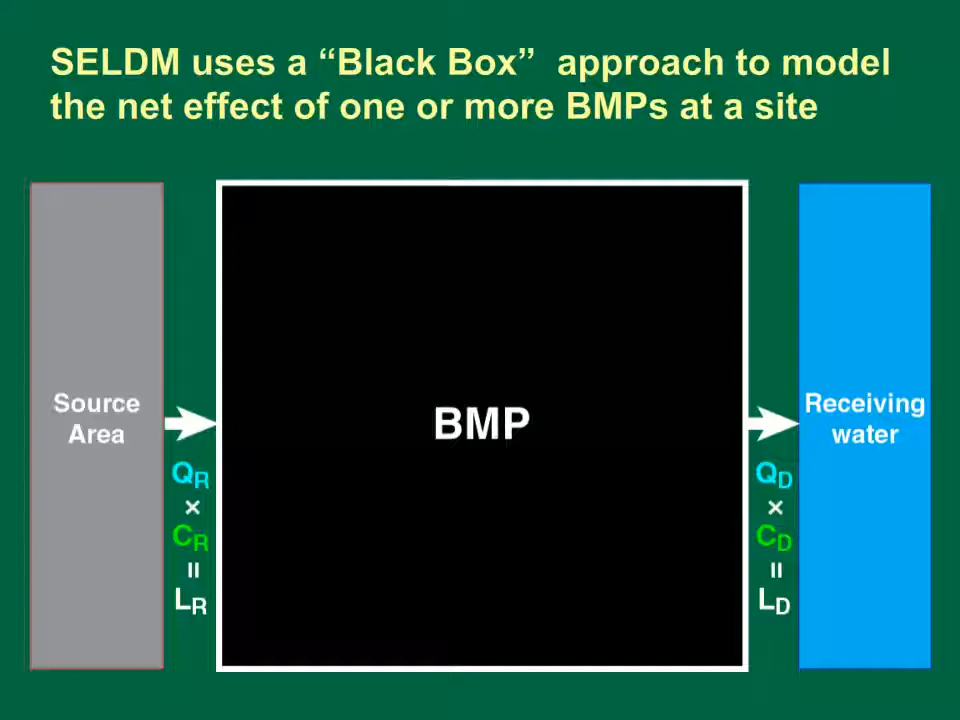 SELDM uses a “Black Box”  approach to model
the net effect of one or more BMPs at a site
Source
Area
QR
×
CR
=
LR
BMP
QD
×
CD
=
LD
Receiving
water